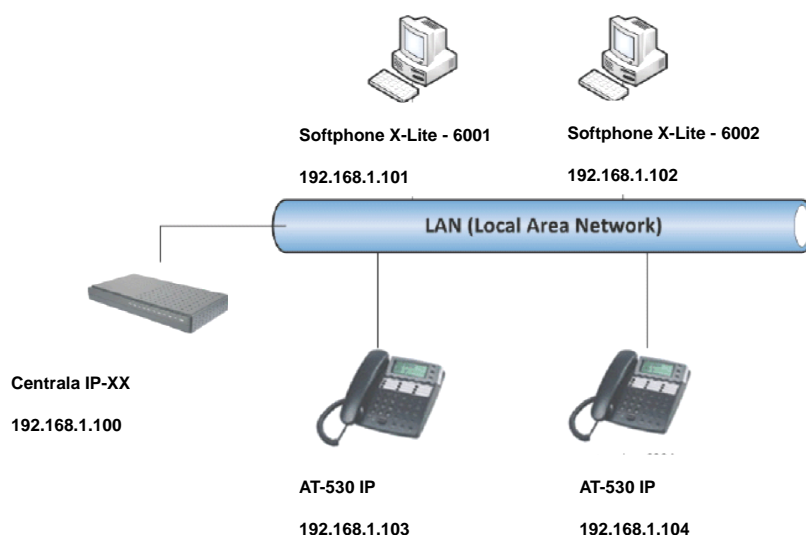 Softphone X-Lite - 6001
192.168.1.101
Softphone X-Lite - 6002
192.168.1.102
LAN (Local Area Network)
Centrala IP-XX
192.168.1.100
AT-530 IP
192.168.1.103
AT-530 IP
192.168.1.104